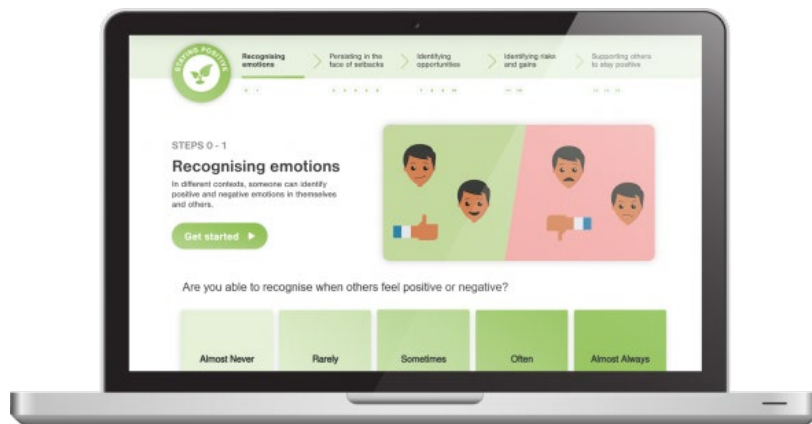 STAYING POSITIVE
Recognising
emotions
Persisting in the
face of setbacks
Identifying
opportunities
Identifying risks
and gains
Supporting others
to stay positive
STEPS 0 - 1
Recognising emotions
In different contexts, someone can identify
positive and negative emotions in themselves
and others.
Get started
Are you able to recognise when others feel positive or negative?
Almost Never
Rarely
Sometimes
Often
Almost Always